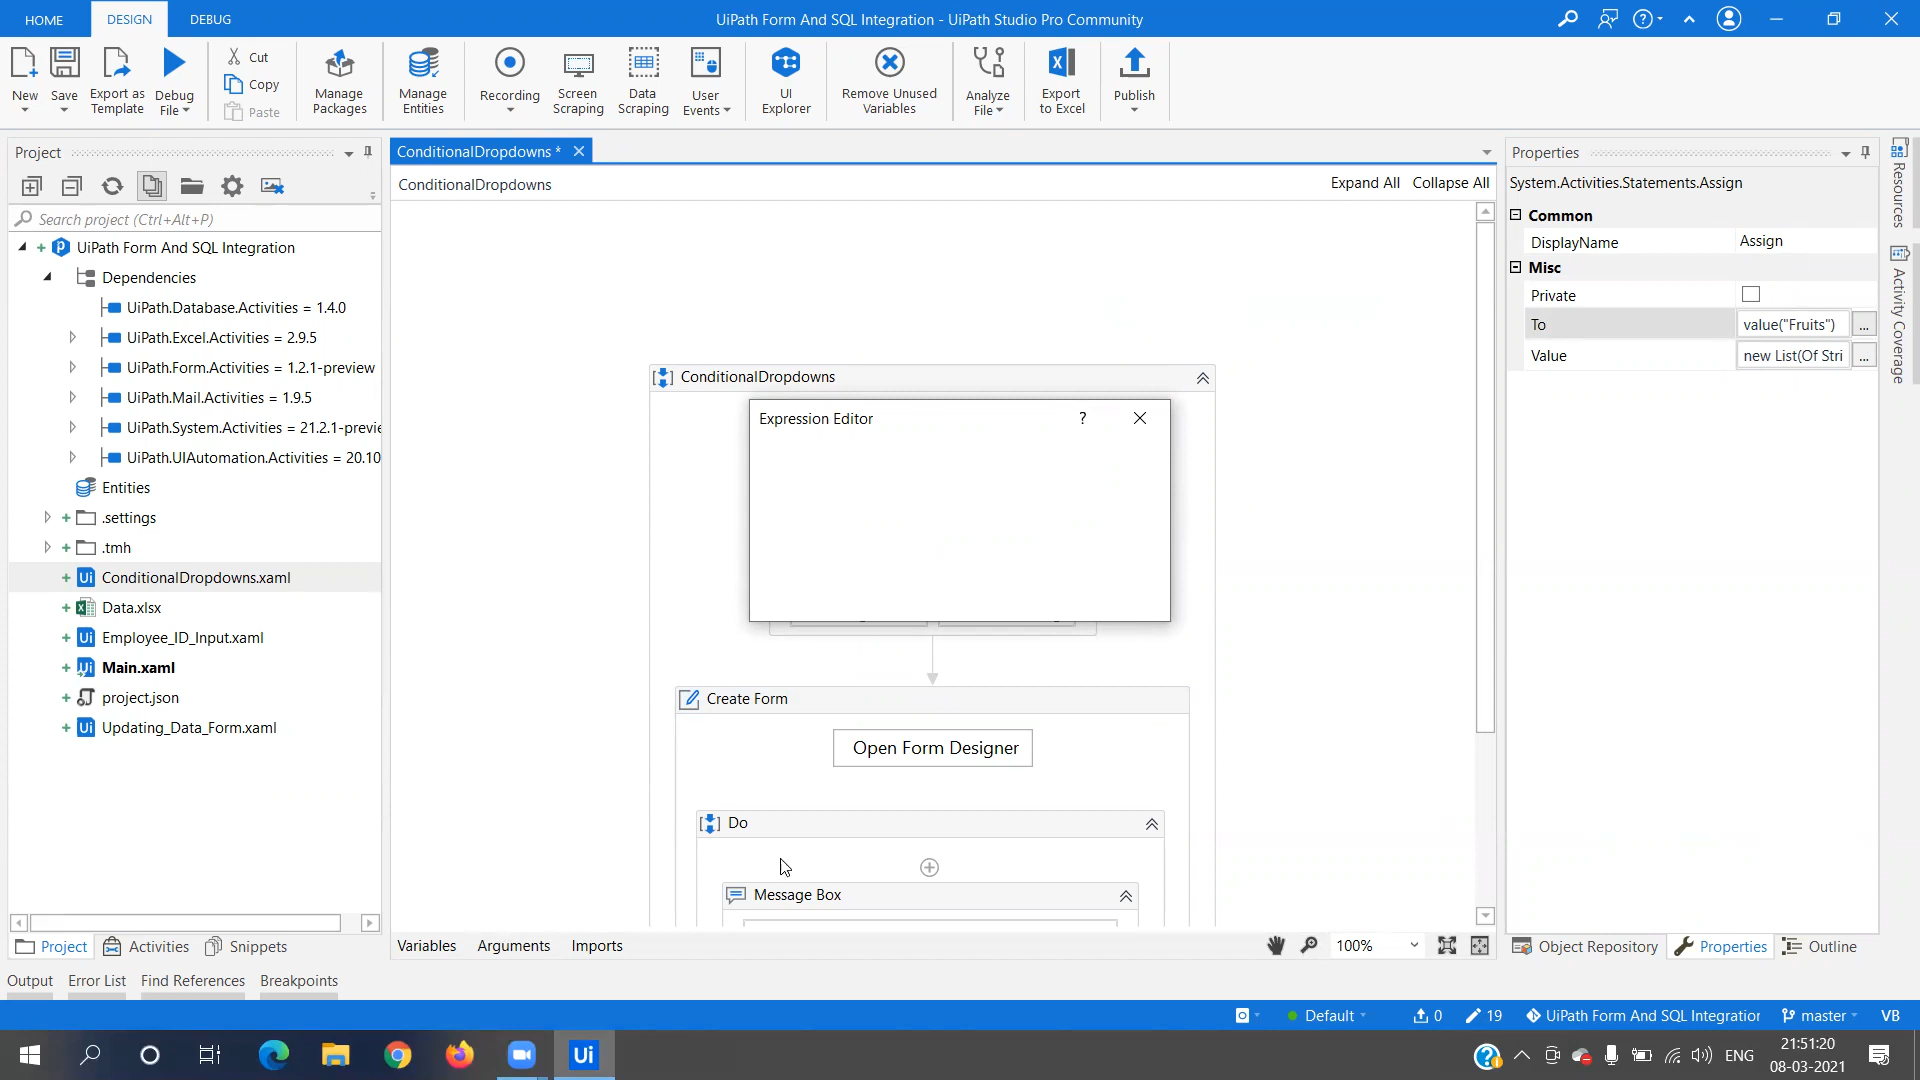 HOME
DESIGN
DEBUG
UiPath Form And SQL Integration - UiPath Studio Pro Community
New
Save
Export as
Template
Debug
File
Cut
Copy
Paste
Manage
Packages
Manage
Entities
Recording
Screen
Scraping
Data
Scraping
User
Events
UI
Explorer
Remove Unused
Variables
Analyze
File
Export
to Excel
Publish
Project
Search project (Ctrl+Alt+P)
UiPath Form And SQL Integration
Dependencies
UiPath.Database.Activities = 1.4.0
UiPath.Excel.Activities = 2.9.5
UiPath.Form.Activities = 1.2.1-preview
UiPath.Mail.Activities = 1.9.5
UiPath.System.Activities = 21.2.1-previe
UiPath.UIAutomation.Activities = 20.10
Entities
.settings
.tmh
ConditionalDropdowns.xaml
Data.xlsx
Employee_ID_Input.xaml
Main.xaml
project.json
Updating_Data_Form.xaml
Project
Activities
Snippets
ConditionalDropdowns *
ConditionalDropdowns
Expand All
Collapse All
ConditionalDropdowns
Expression Editor
?
Create Form
Open Form Designer
Do
Message Box
Variables
Arguments
Imports
100%
Properties
System.Activities.Statements.Assign
Common
DisplayName
Assign
Misc
Private
To
value("Fruits")
...
Value
new List(Of Stri
...
Resources
Activity Coverage
Object Repository
Properties
Outline
Output
Error List
Find References
Breakpoints
Default
0
19
UiPath Form And SQL Integration
master
VB
Ui
ENG
21:51:20
08-03-2021